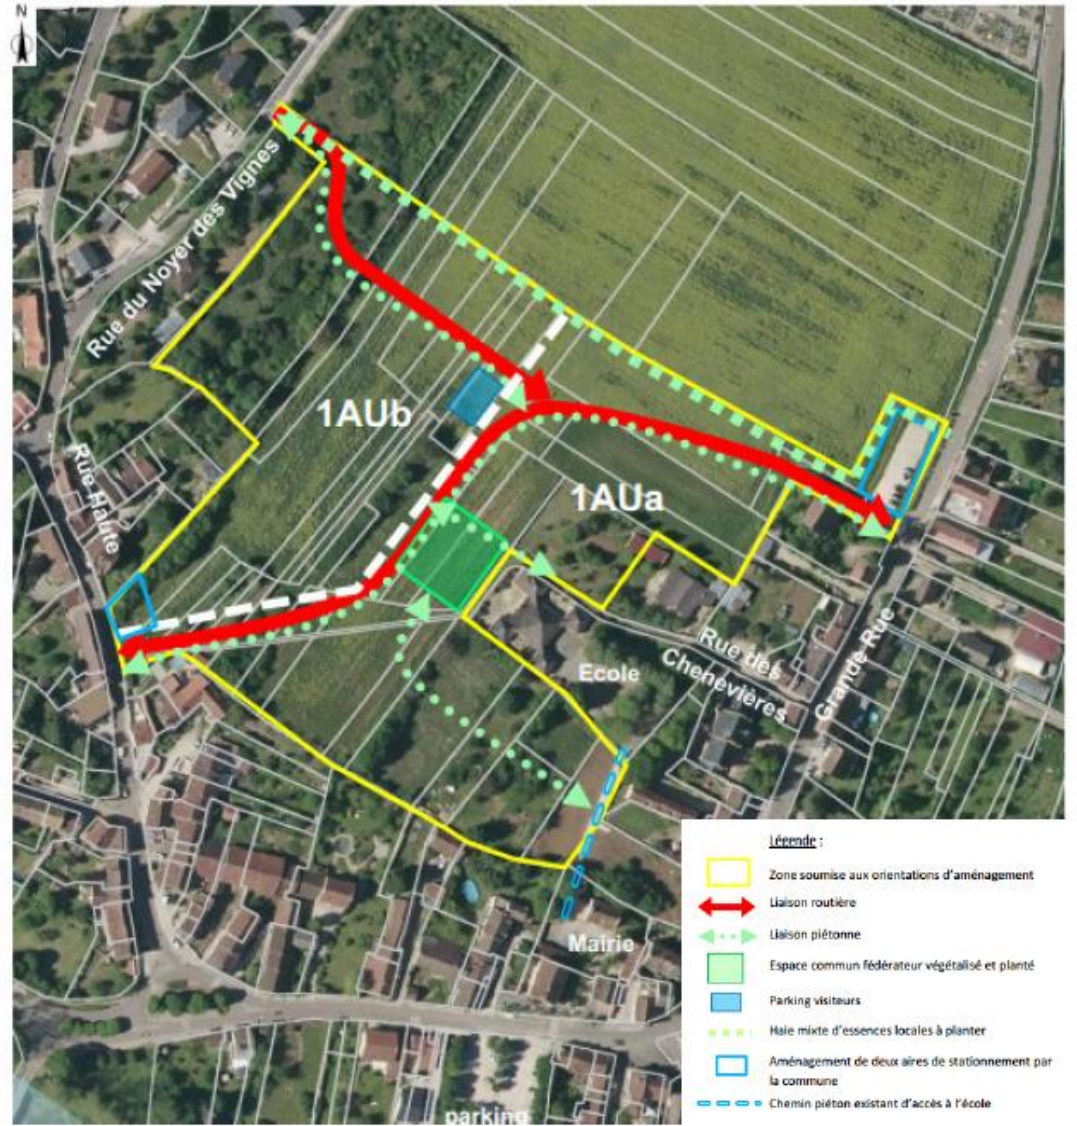 N
Rue du Noyer des Vignes
1AUb
Rue Haute
1AUa
Ecole
Rue des
Chenevières
Grande Rue
Mairie
parking
Légende :
Zone soumise aux orientations d'aménagement
Liaison routière
Liaison piétonne
Espace commun fédérateur végétalisé et planté
Parking visiteurs
Haie mixte d'essences locales à planter
Aménagement de deux aires de stationnement par
la commune
Chemin piéton existant d'accès à l'école